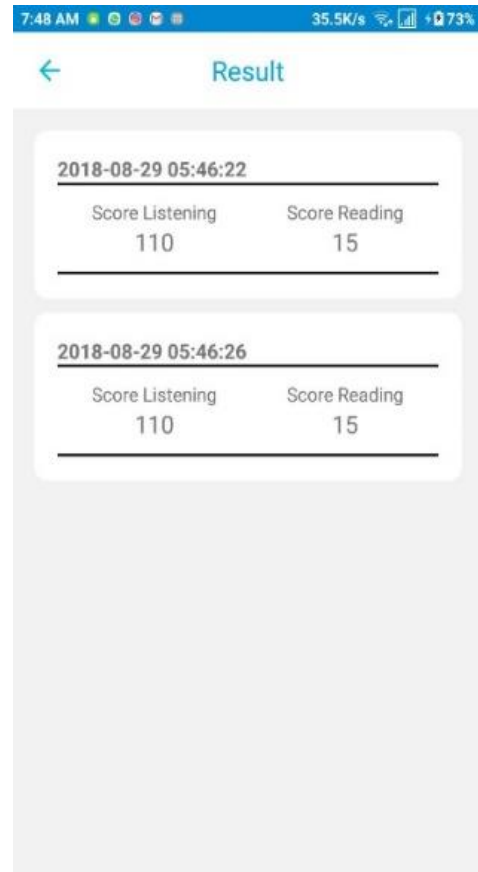 7:48 AM 35.5K/s 73%
Result
2018-08-29 05:46:22
Score Listening Score Reading
110 15
2018-08-29 05:46:26
Score Listening Score Reading
110 15